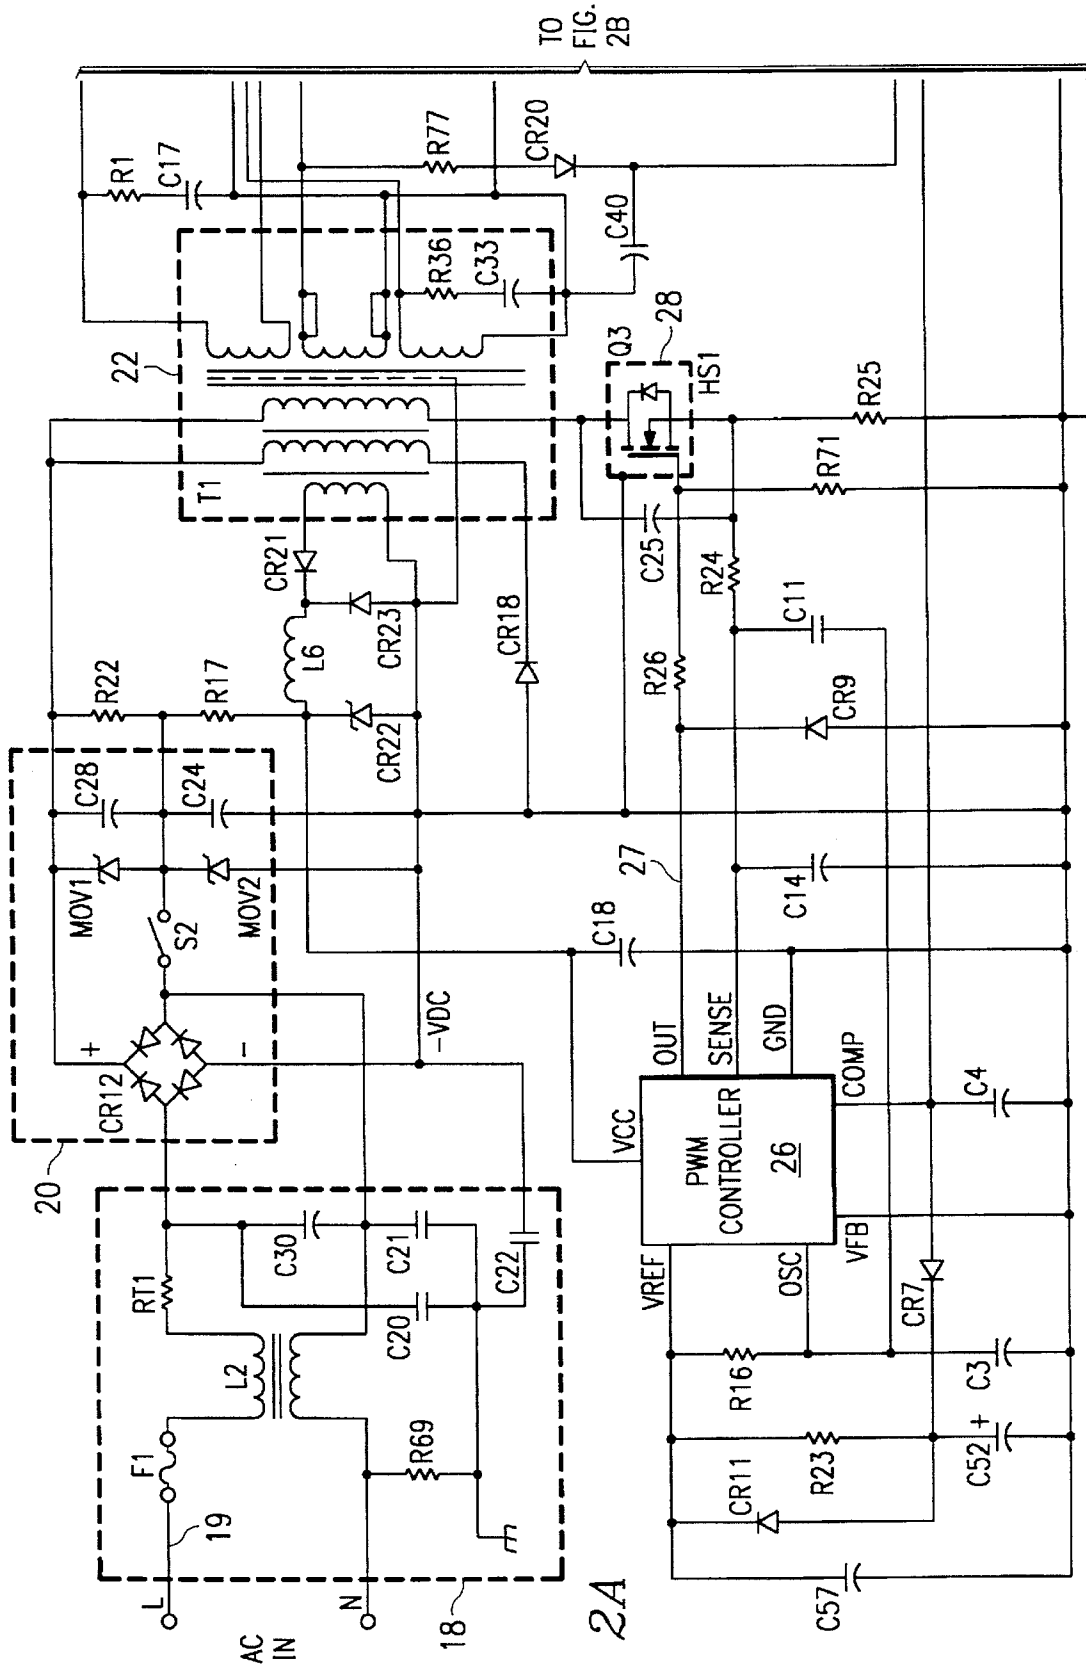 AC
IN
L
N
19
F1
L2
RT1
R69
C20
C30
C21
C22
18
20
CR12
+
-
-VDC
S2
MOV1
MOV2
C28
C24
R22
R17
L6
CR21
CR23
CR22
CR18
T1
22
R1
C17
R36
C33
R77
CR20
C40
TO
FIG.
2B
Q3
28
HS1
C25
R24
R26
R71
R25
C11
CR9
27
C14
C18
OUT
SENSE
GND
COMP
VCC
PWM
CONTROLLER
26
VREF
OSC
VFB
C4
CR7
R16
C3
R23
C52
+
CR11
C57
2A